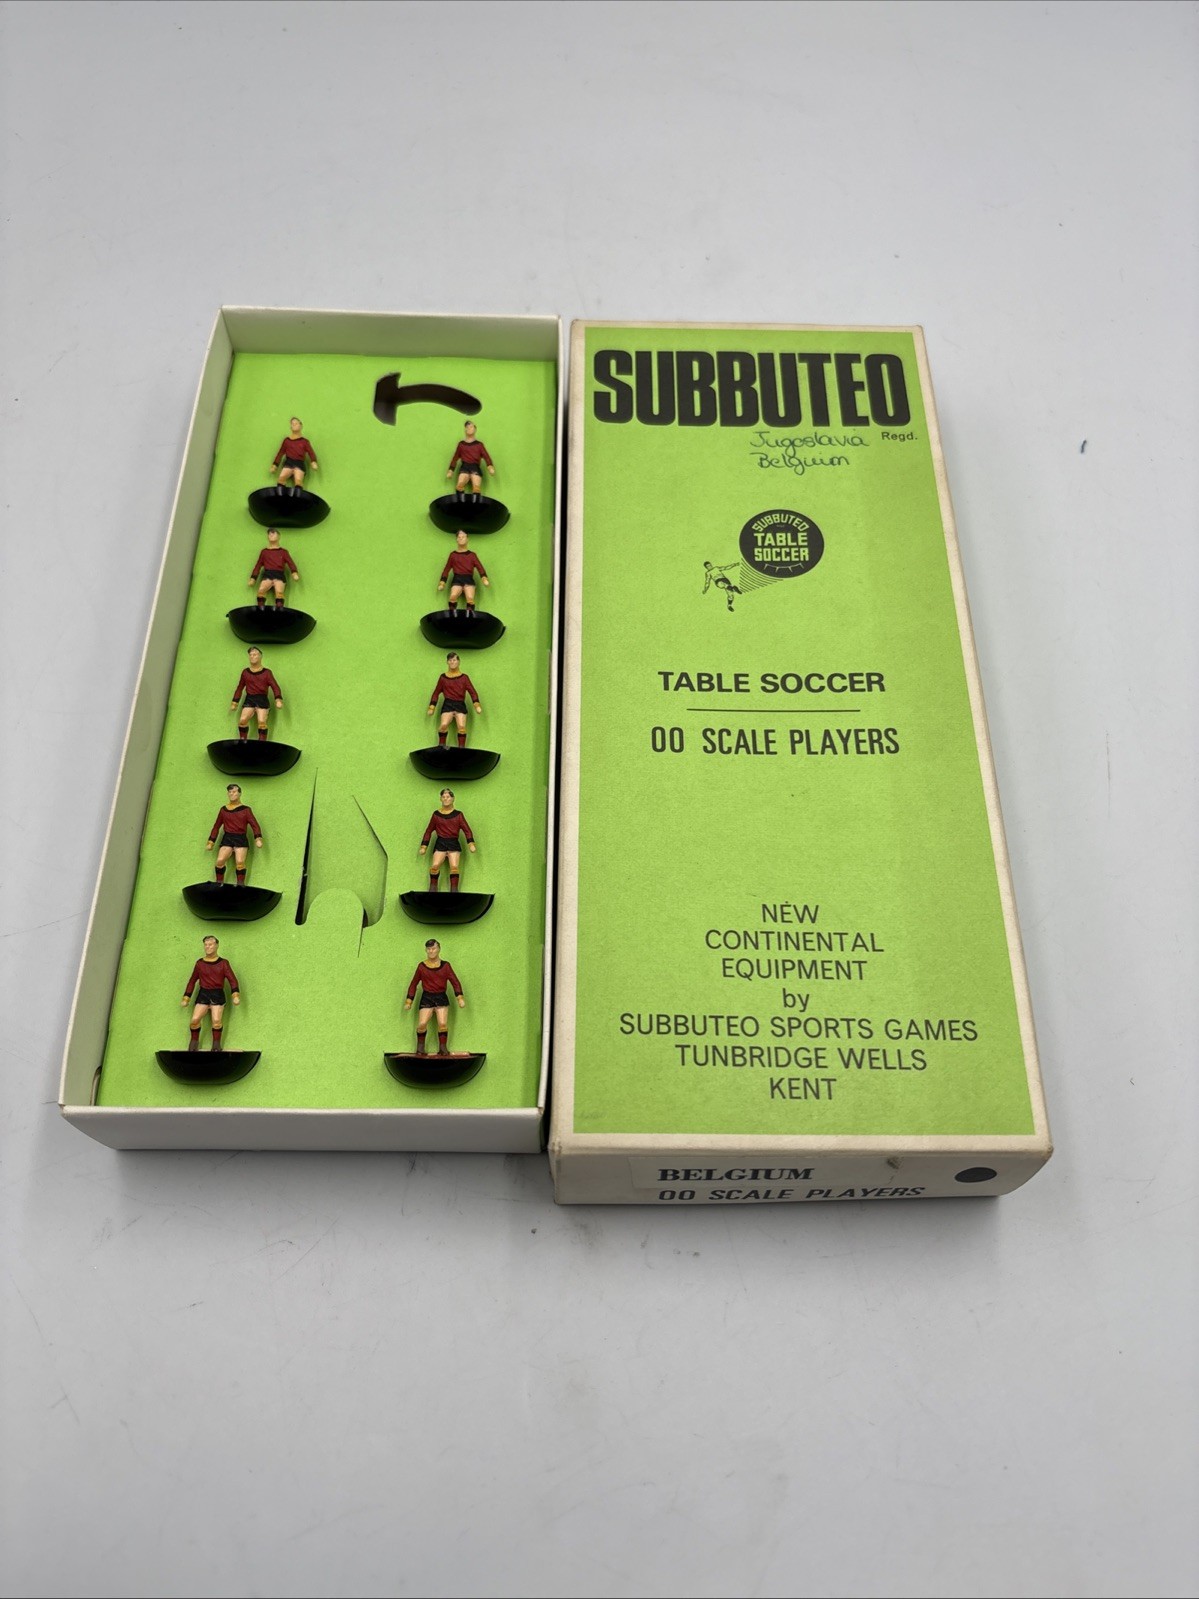 SUBBUTEO
Regd.
Jugoslavia
Belguim
SUBBUTEO
TABLE
SOCCER
TABLE SOCCER
00 SCALE PLAYERS
NEW
CONTINENTAL
EQUIPMENT
by
SUBBUTEO SPORTS GAMES
TUNBRIDGE WELLS
KENT
BELGIUM
00 SCALE PLAYERS